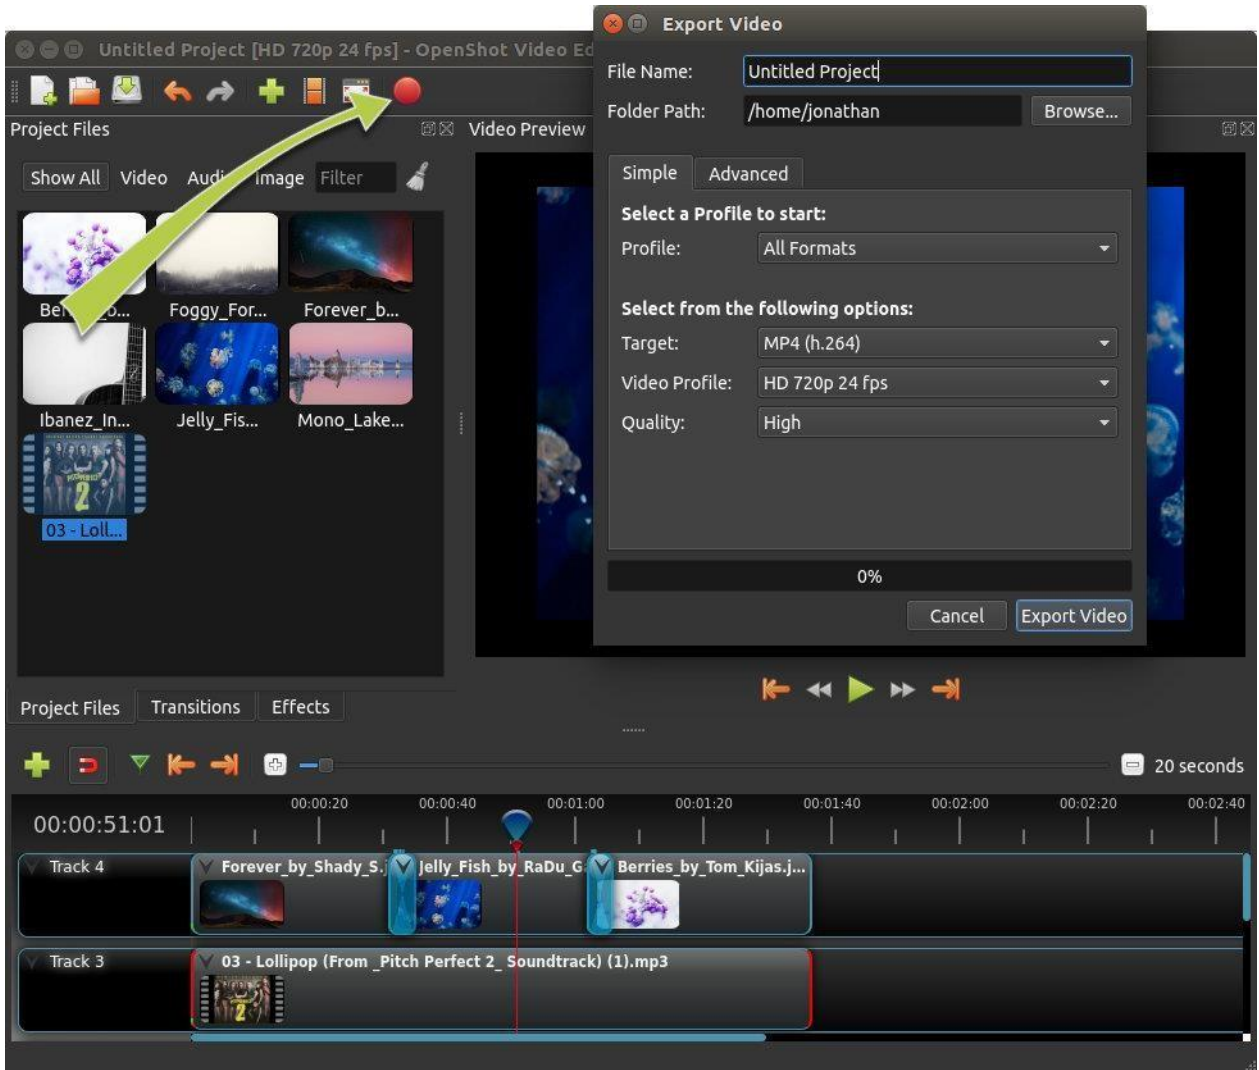 Export Video
Untitled Project [HD 720p 24 fps] - OpenShot Video Ed
File Name:
Untitled Project
Folder Path:
/home/jonathan
Browse...
Project Files
Video Preview
Show All
Video
Image
Filter
Simple
Advanced
Select a Profile to start:
Profile:
All Formats
Select from the following options:
Target:
MP4 (h.264)
Video Profile:
HD 720p 24 fps
Quality:
High
0%
Cancel
Export Video
Foggy_For...
Forever_b...
Ibanez_In...
Jelly_Fis...
Mono_Lake...
2
03 - Loll...
Project Files
Transitions
Effects
20 seconds
00:00:51:01
00:00:20
00:00:40
00:01:00
00:01:20
00:01:40
00:02:00
00:02:20
00:02:40
Track 4
Forever_by_Shady_S.j
Jelly_Fish_by_RaDu_G
Berries_by_Tom_Kijas.j...
Track 3
03 - Lollipop (From _Pitch Perfect 2_ Soundtrack) (1).mp3
2